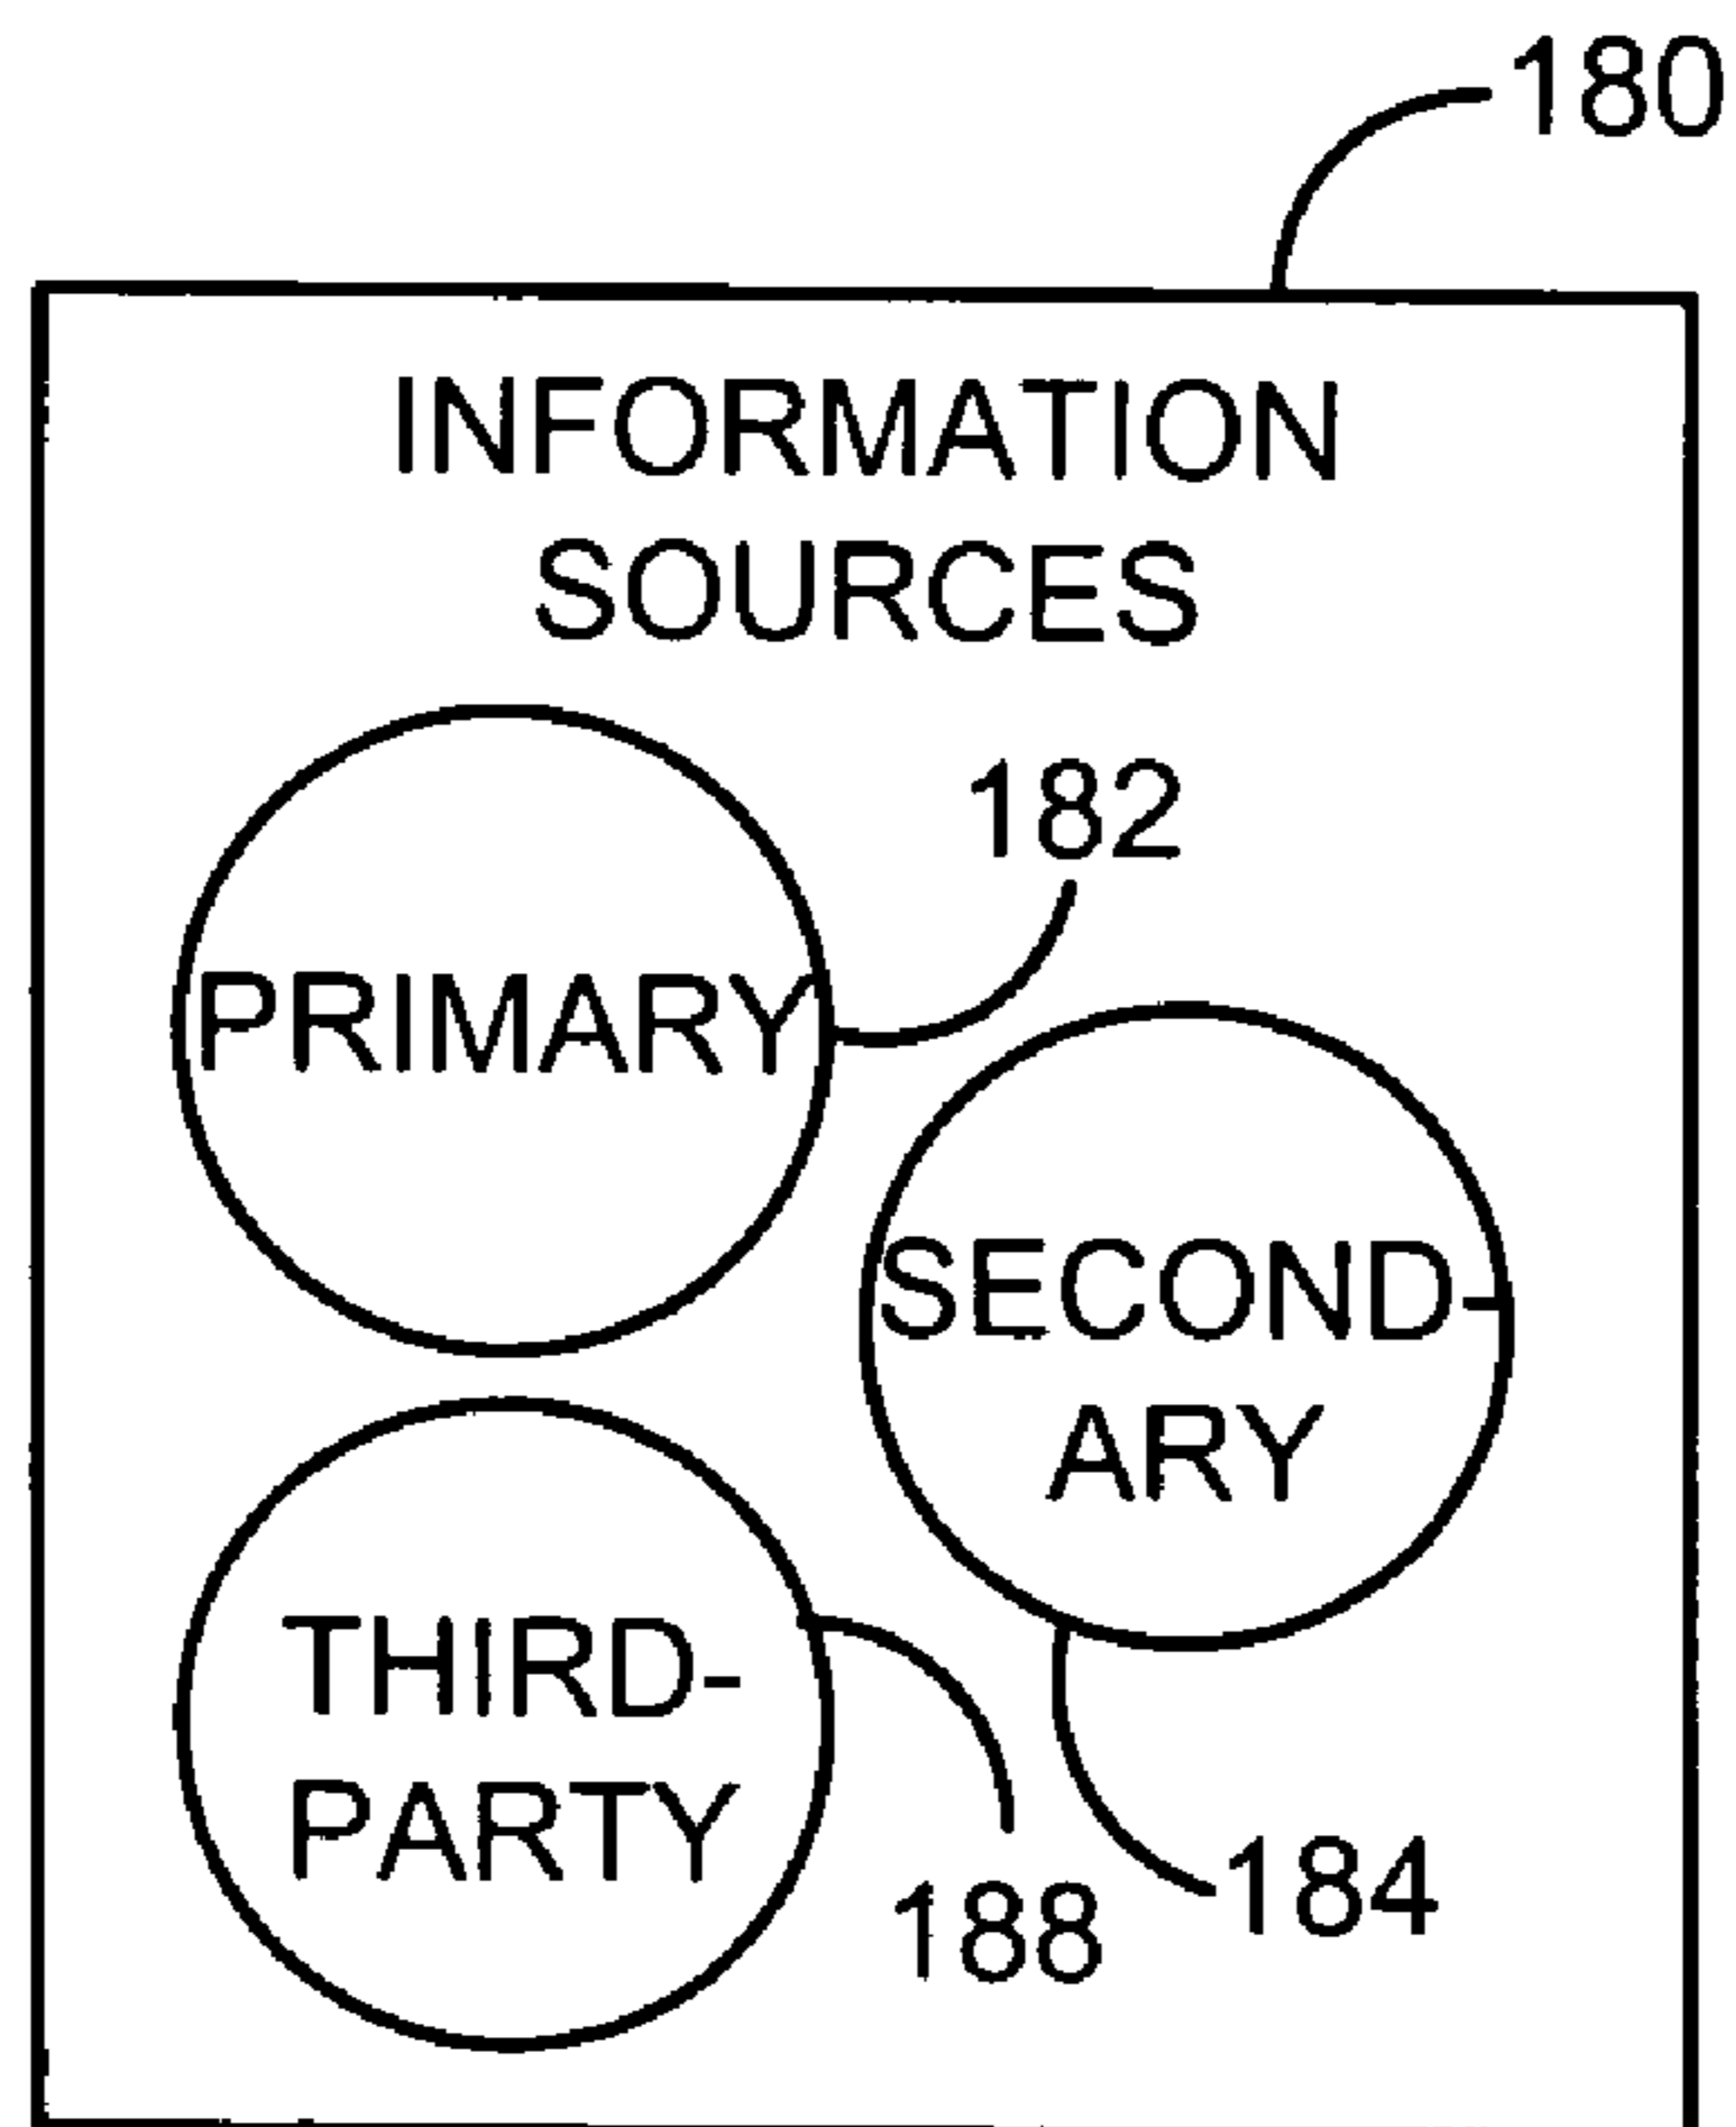 180
INFORMATION
SOURCES
182
PRIMARY
SECOND-
ARY
THIRD-
PARTY
184
188